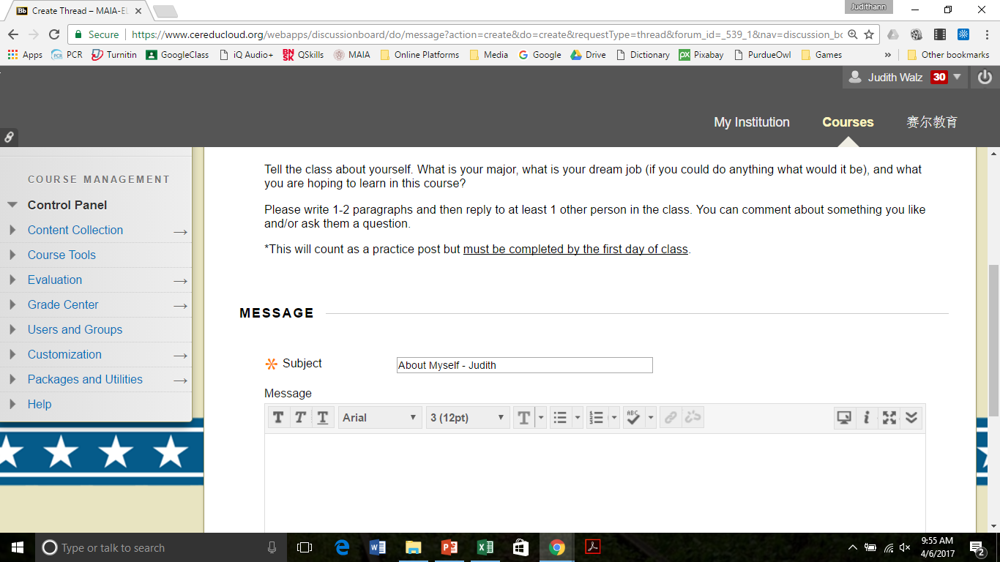 Create Thread – MAIA-EL
Judithann
Secure
https://www.cereducloud.org/webapps/discussionboard/do/message?action=create&do=create&requestType=thread&forum_id=_539_1&nav=discussion_bo
Apps PCR Turnitin GoogleClass iQ Audio+ QSkills MAIA Online Platforms Media Google Drive Dictionary Pixabay PurdueOwl Games » Other bookmarks
Judith Walz 30
My Institution Courses 赛尔教育
COURSE MANAGEMENT
Control Panel
Content Collection
Course Tools
Evaluation
Grade Center
Users and Groups
Customization
Packages and Utilities
Help
Tell the class about yourself. What is your major, what is your dream job (if you could do anything what would it be), and what
you are hoping to learn in this course?
Please write 1-2 paragraphs and then reply to at least 1 other person in the class. You can comment about something you like
and/or ask them a question.
*This will count as a practice post but must be completed by the first day of class.
MESSAGE
Subject About Myself - Judith
Message
T T T Arial 3 (12pt) T ABC i
Type or talk to search
9:55 AM
4/6/2017
2